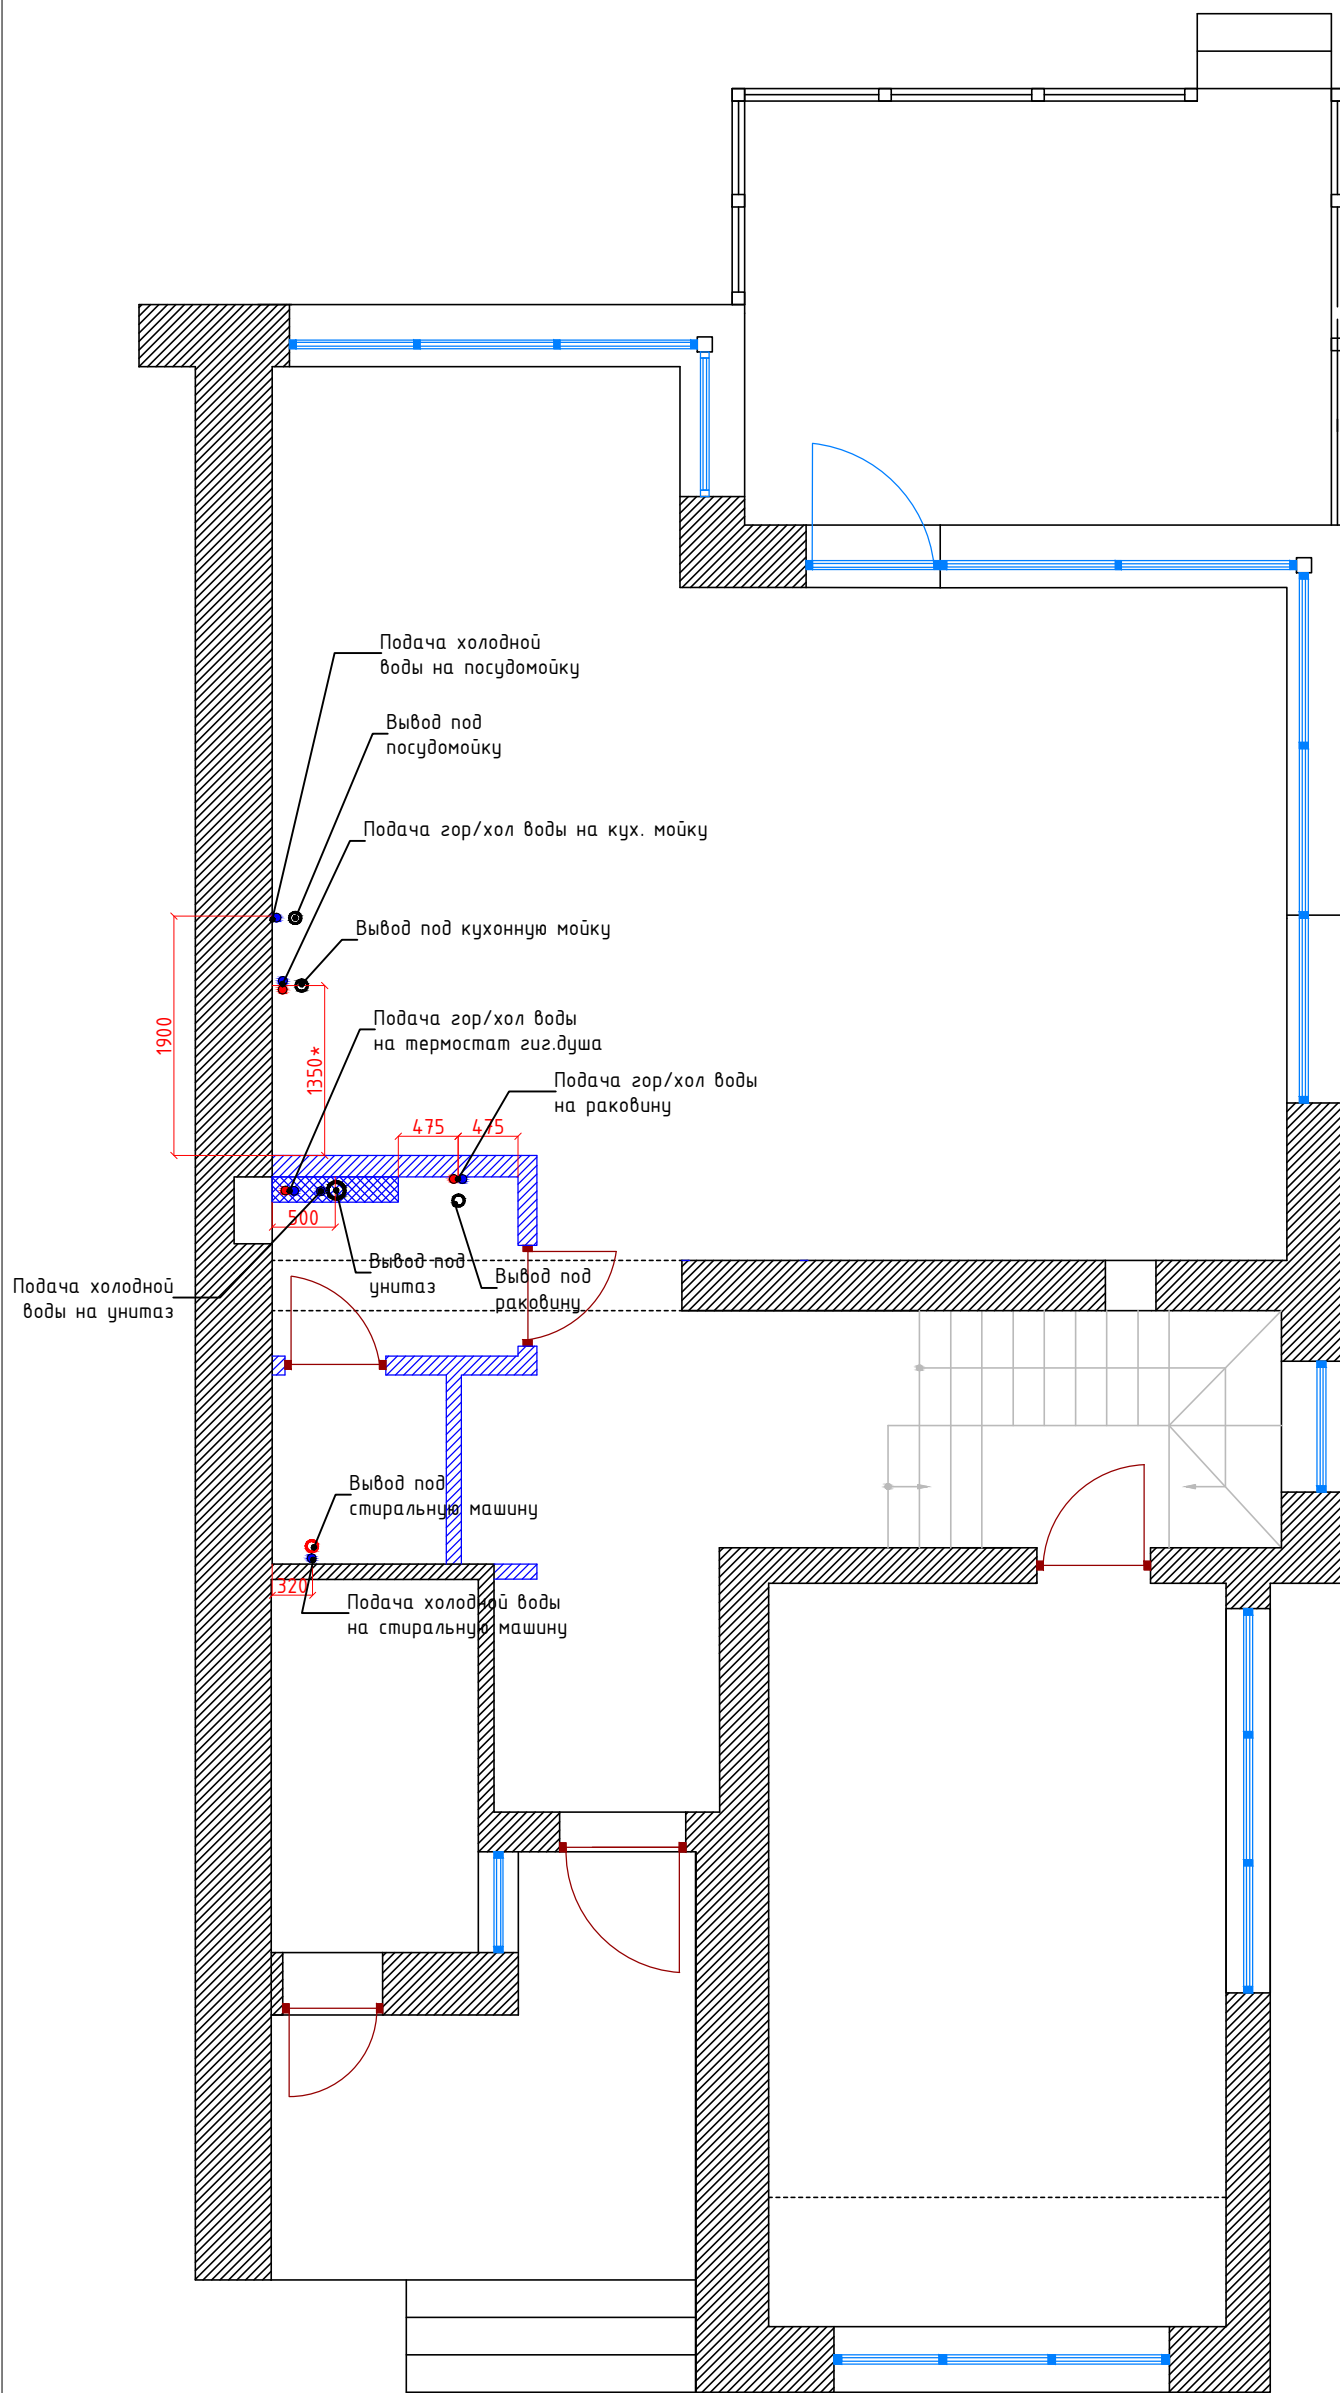 Подача холодной
воды на посудомойку
Вывод под
посудомойку
Подача гор/хол воды на кух. мойку
Вывод под кухонную мойку
1900
1350*
Подача гор/хол воды
на термостат гиг.душа
Подача гор/хол воды
на раковину
475
475
500
Вывод под
унитаз
Вывод под
раковину
Подача холодной
воды на унитаз
Вывод под
стиральную машину
320
Подача холодной воды
на стиральную машину